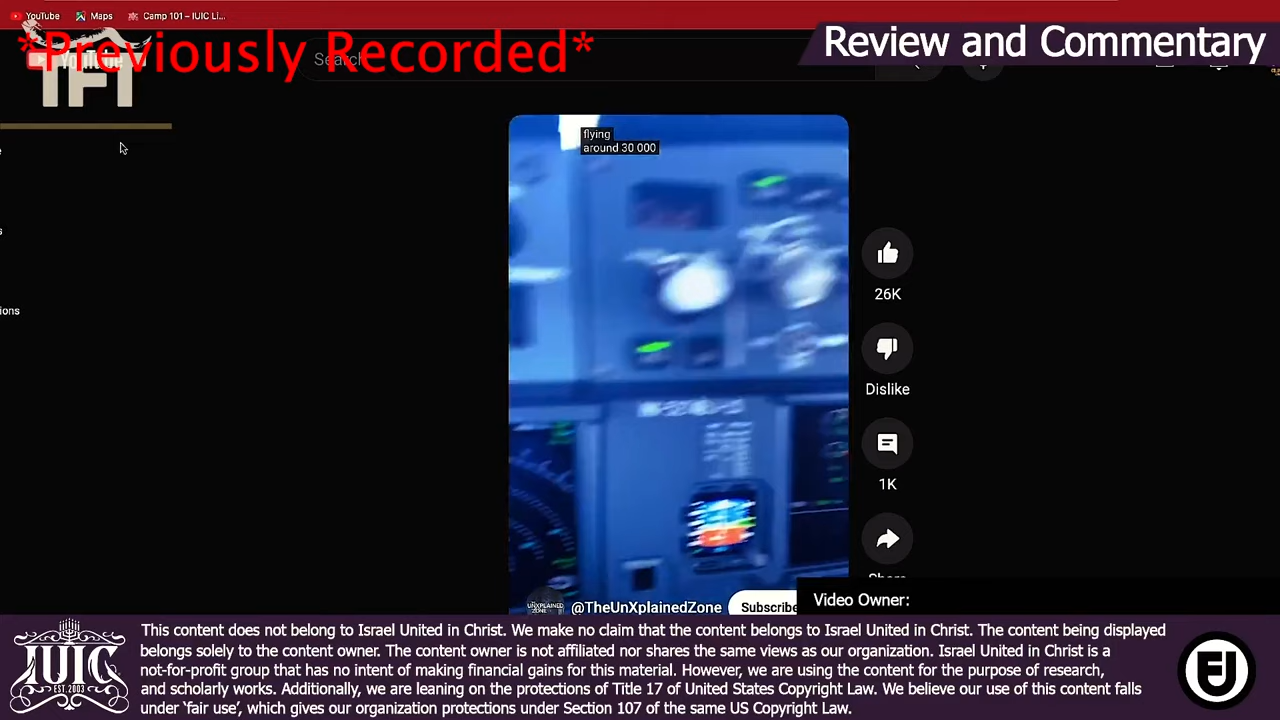 YouTube
Maps
Camp 101 – IUIC Li...
*Previously Recorded*
TFT
Search
Review and Commentary
flying
around 30 000
26K
Dislike
1K
Share
ions
UNXPLAINED
ZONE
@TheUnXplainedZone
Subscribe
Video Owner:
IUIC
EST. 2003
This content does not belong to Israel United in Christ. We make no claim that the content belongs to Israel United in Christ. The content being displayed
belongs solely to the content owner. The content owner is not affiliated nor shares the same views as our organization. Israel United in Christ is a
not-for-profit group that has no intent of making financial gains for this material. However, we are using the content for the purpose of research,
and scholarly works. Additionally, we are leaning on the protections of Title 17 of United States Copyright Law. We believe our use of this content falls
under 'fair use', which gives our organization protections under Section 107 of the same US Copyright Law.